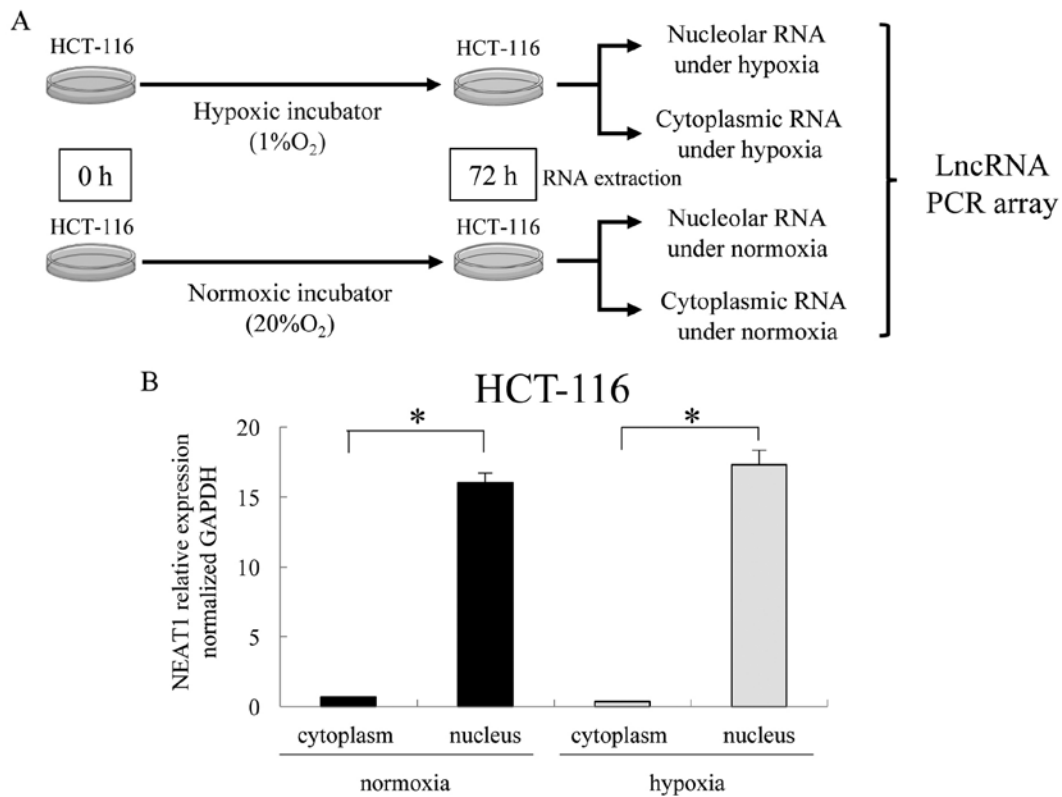 A
HCT-116
HCT-116
Hypoxic incubator
(1%O₂)
Nucleolar RNA
under hypoxia
Cytoplasmic RNA
under hypoxia
0 h
72 h RNA extraction
LncRNA
PCR array
HCT-116
HCT-116
Normoxic incubator
(20%O₂)
Nucleolar RNA
under normoxia
Cytoplasmic RNA
under normoxia
B
HCT-116
NEAT1 relative expression
normalized GAPDH
20
15
10
5
0
*
*
cytoplasm nucleus cytoplasm nucleus
normoxia hypoxia